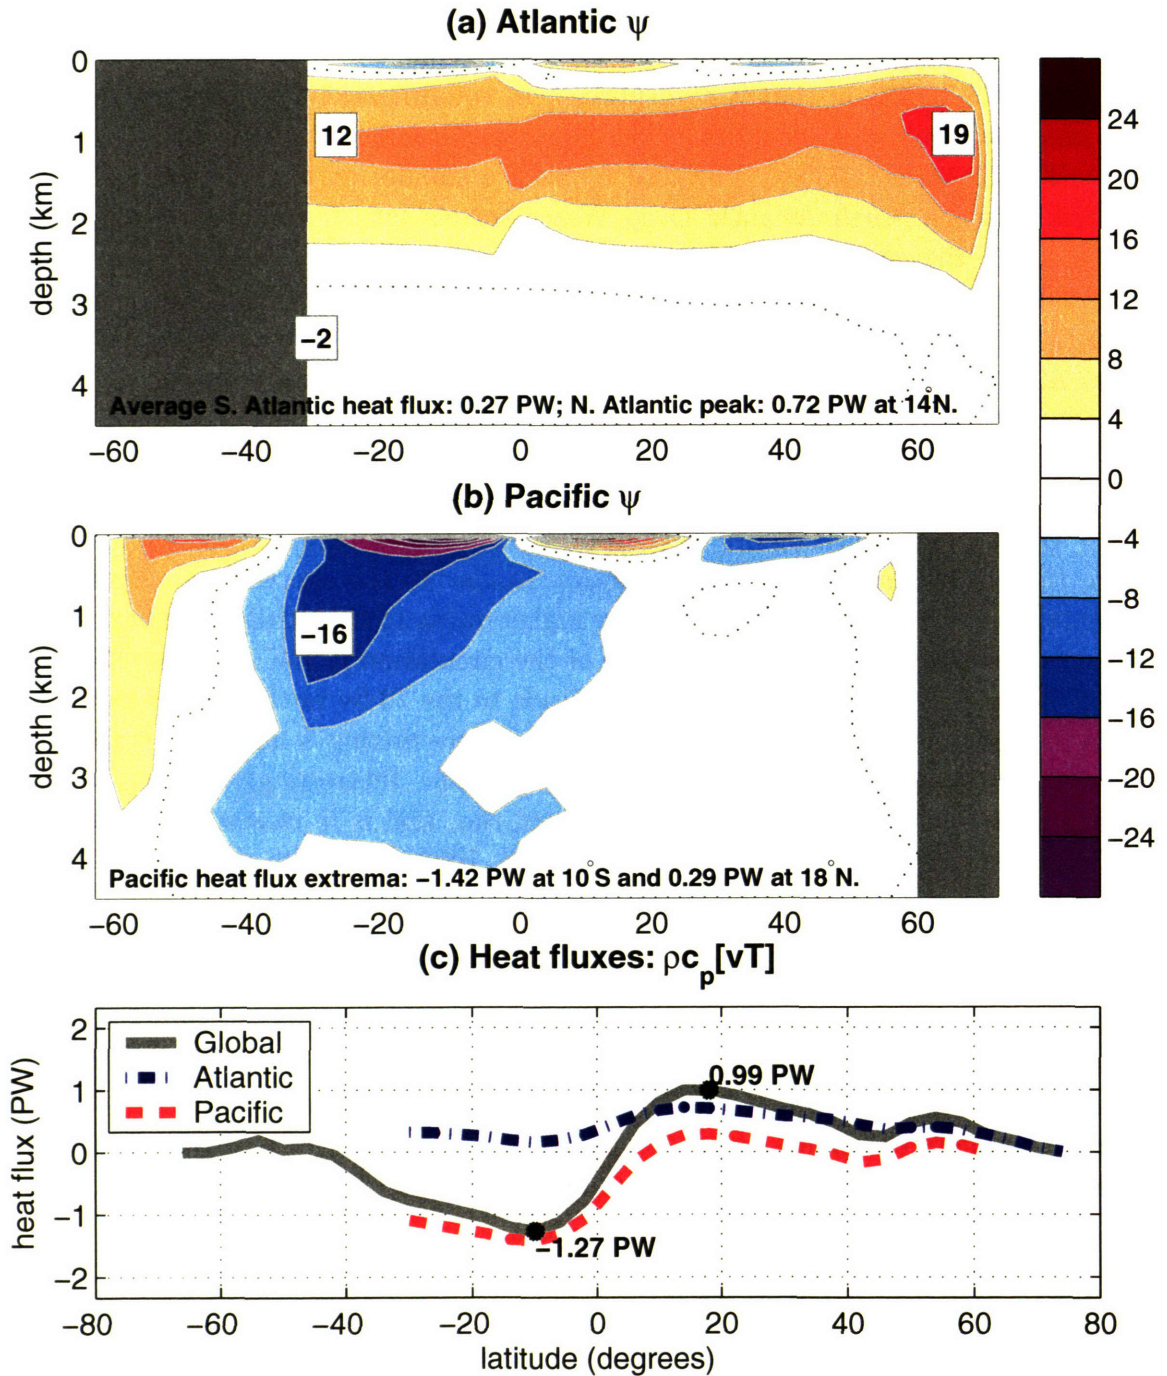 (a) Atlantic ψ
0
1
2
3
4
depth (km)
12
19
−2
Average S. Atlantic heat flux: 0.27 PW; N. Atlantic peak: 0.72 PW at 14°N.
−60 −40 −20 0 20 40 60
24
20
16
12
8
4
0
−4
−8
−12
−16
−20
−24
(b) Pacific ψ
0
1
2
3
4
depth (km)
−16
Pacific heat flux extrema: −1.42 PW at 10°S and 0.29 PW at 18°N.
−60 −40 −20 0 20 40 60
(c) Heat fluxes: ρcp[vT]
2
1
0
−1
−2
heat flux (PW)
Global
Atlantic
Pacific
0.99 PW
−1.27 PW
−80 −60 −40 −20 0 20 40 60 80
latitude (degrees)